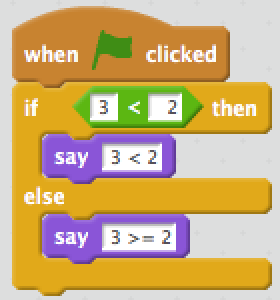 when clicked
if 3 < 2 then
say 3 < 2
else
say 3 >= 2